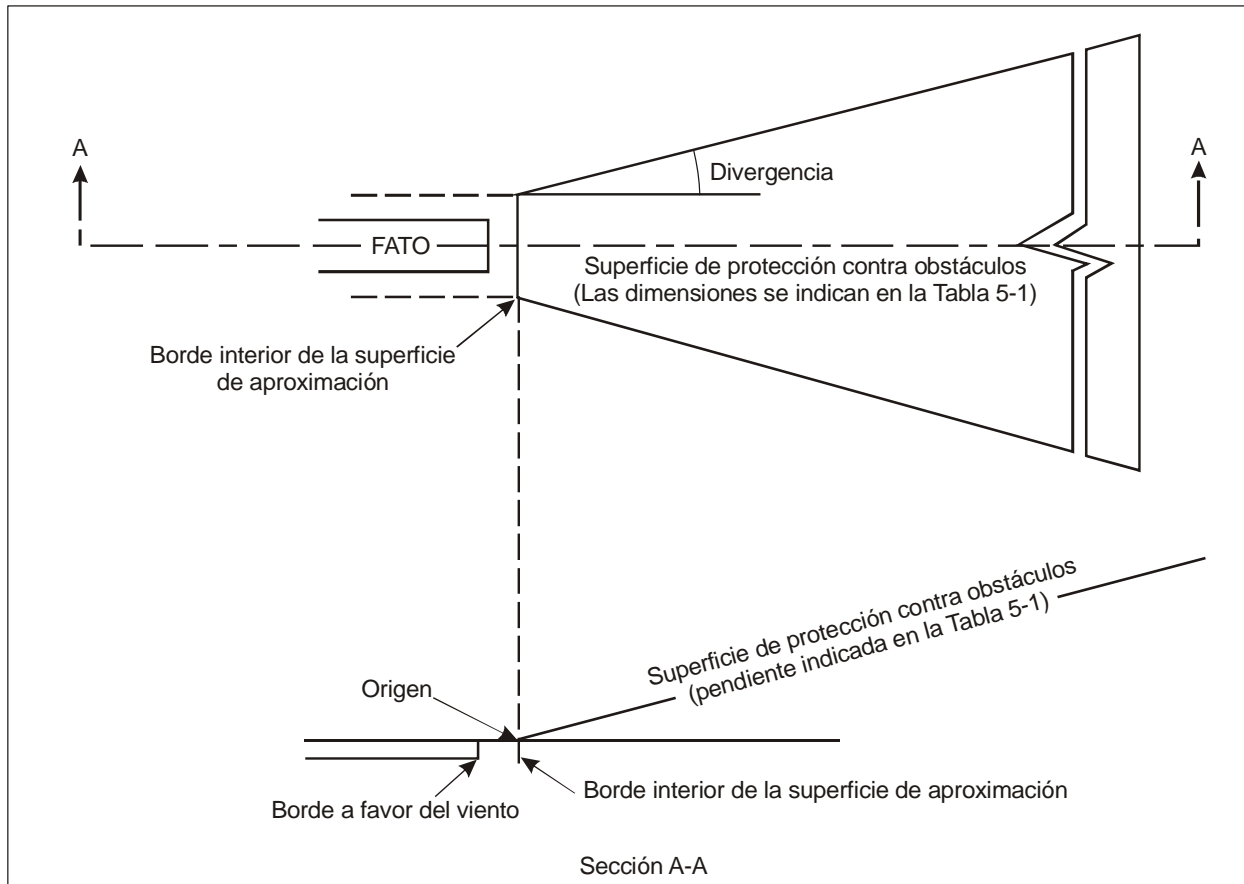 A
A
Divergencia
FATO
Superficie de protección contra obstáculos
(Las dimensiones se indican en la Tabla 5-1)
Borde interior de la superficie
de aproximación
Superficie de protección contra obstáculos
(pendiente indicada en la Tabla 5-1)
Origen
Borde interior de la superficie de aproximación
Borde a favor del viento
Sección A-A